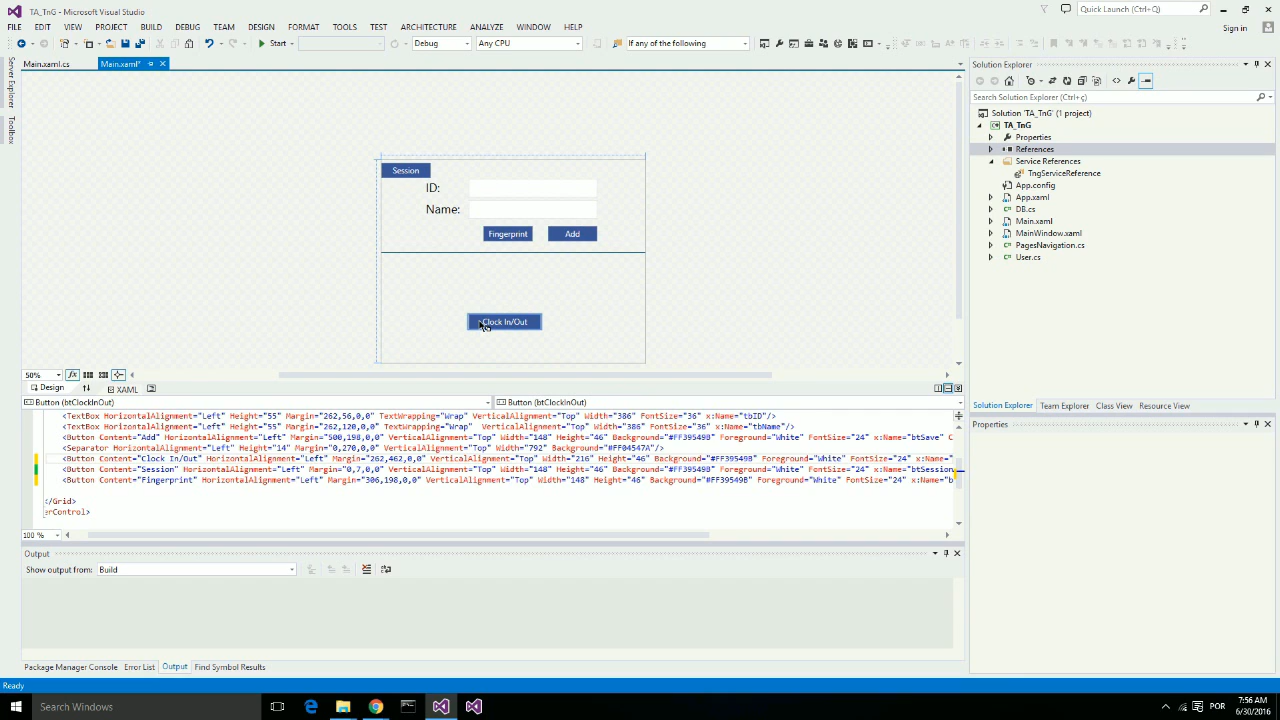 TA_TnG - Microsoft Visual Studio
Quick Launch (Ctrl+Q)
FILE EDIT VIEW PROJECT BUILD DEBUG TEAM DESIGN FORMAT TOOLS TEST ARCHITECTURE ANALYZE WINDOW HELP
Sign in
Start Debug Any CPU If any of the following
Server Explorer
Toolbox
Main.xaml.cs Main.xaml*
Session
ID:
Name:
Fingerprint Add
Clock In/Out
50%
Design XAML
Button (btClockInOut) Button (btClockInOut)
<TextBox HorizontalAlignment="Left" Height="55" Margin="262,56,0,0" TextWrapping="Wrap" VerticalAlignment="Top" Width="386" FontSize="36" x:Name="tbID"/>
<TextBox HorizontalAlignment="Left" Height="55" Margin="262,120,0,0" TextWrapping="Wrap" VerticalAlignment="Top" Width="386" FontSize="36" x:Name="tbName"/>
<Button Content="Add" HorizontalAlignment="Left" Margin="500,198,0,0" VerticalAlignment="Top" Width="148" Height="46" Background="#FF39549B" Foreground="White" FontSize="24" x:Name="btSave" C
<Separator HorizontalAlignment="Left" Height="14" Margin="0,270,0,0" VerticalAlignment="Top" Width="792" Background="#FF04547A"/>
<Button Content="Clock In/Out" HorizontalAlignment="Left" Margin="262,462,0,0" VerticalAlignment="Top" Width="216" Height="46" Background="#FF39549B" Foreground="White" FontSize="24" x:Name="
<Button Content="Session" HorizontalAlignment="Left" Margin="0,7,0,0" VerticalAlignment="Top" Width="148" Height="46" Background="#FF39549B" Foreground="White" FontSize="24" x:Name="btSession
<Button Content="Fingerprint" HorizontalAlignment="Left" Margin="306,198,0,0" VerticalAlignment="Top" Width="148" Height="46" Background="#FF39549B" Foreground="White" FontSize="24" x:Name="b
</Grid>
erControl>
100 %
Output
Show output from: Build
Package Manager Console Error List Output Find Symbol Results
Solution Explorer
Search Solution Explorer (Ctrl+ç)
Solution 'TA_TnG' (1 project)
TA_TnG
Properties
References
Service References
TngServiceReference
App.config
App.xaml
DB.cs
Main.xaml
MainWindow.xaml
PagesNavigation.cs
User.cs
Solution Explorer Team Explorer Class View Resource View
Properties
Ready
Search Windows
POR
7:56 AM
6/30/2016